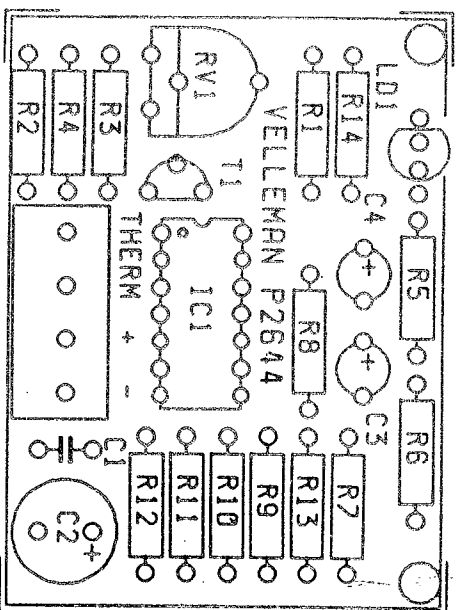 R2
R4
R3
RV1
R1
R14
LD1
T1
VELLEMAN P2644
C4
THERM + -
IC1
R8
+
R5
+
C3
R6
C1
C2
+
R12
R11
R10
R9
R13
R7